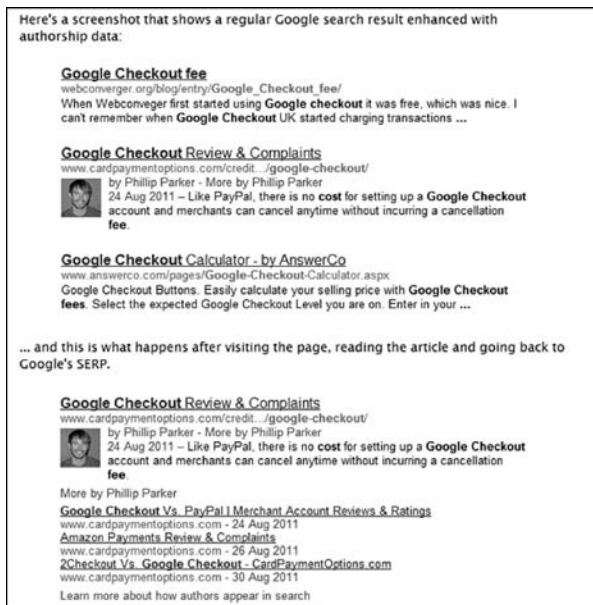 Here's a screenshot that shows a regular Google search result enhanced with
authorship data:
Google Checkout fee
webconverger.org/blog/entry/Google_Checkout_fee/
When Webconveger first started using Google checkout it was free, which was nice. I
can't remember when Google Checkout UK started charging transactions ...
Google Checkout Review & Complaints
www.cardpaymentoptions.com/credit.../google-checkout/
by Phillip Parker - More by Phillip Parker
24 Aug 2011 – Like PayPal, there is no cost for setting up a Google Checkout
account and merchants can cancel anytime without incurring a cancellation
fee.
Google Checkout Calculator - by AnswerCo
www.answerco.com/pages/Google-Checkout-Calculator.aspx
Google Checkout Buttons. Easily calculate your selling price with Google Checkout
fees. Select the expected Google Checkout Level you are on. Enter in your ...
... and this is what happens after visiting the page, reading the article and going back to
Google's SERP.
Google Checkout Review & Complaints
www.cardpaymentoptions.com/credit.../google-checkout/
by Phillip Parker - More by Phillip Parker
24 Aug 2011 – Like PayPal, there is no cost for setting up a Google Checkout
account and merchants can cancel anytime without incurring a cancellation
fee.
More by Phillip Parker
Google Checkout Vs. PayPal | Merchant Account Reviews & Ratings
www.cardpaymentoptions.com - 24 Aug 2011
Amazon Payments Review & Complaints
www.cardpaymentoptions.com - 26 Aug 2011
2Checkout Vs. Google Checkout - CardPaymentOptions.com
www.cardpaymentoptions.com - 30 Aug 2011
Learn more about how authors appear in search